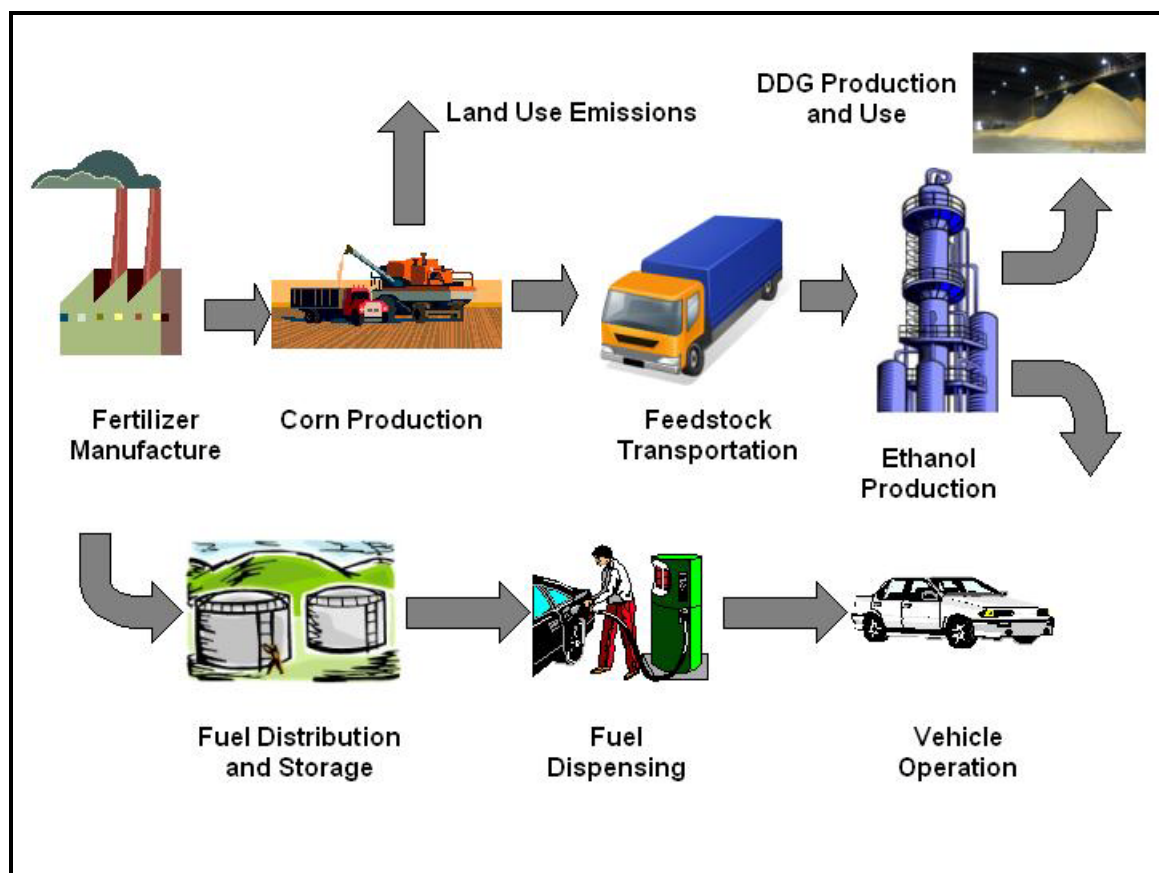 DDG Production
and Use
Land Use Emissions
Fertilizer
Manufacture
Corn Production
Feedstock
Transportation
Ethanol
Production
Fuel Distribution
and Storage
Fuel
Dispensing
Vehicle
Operation